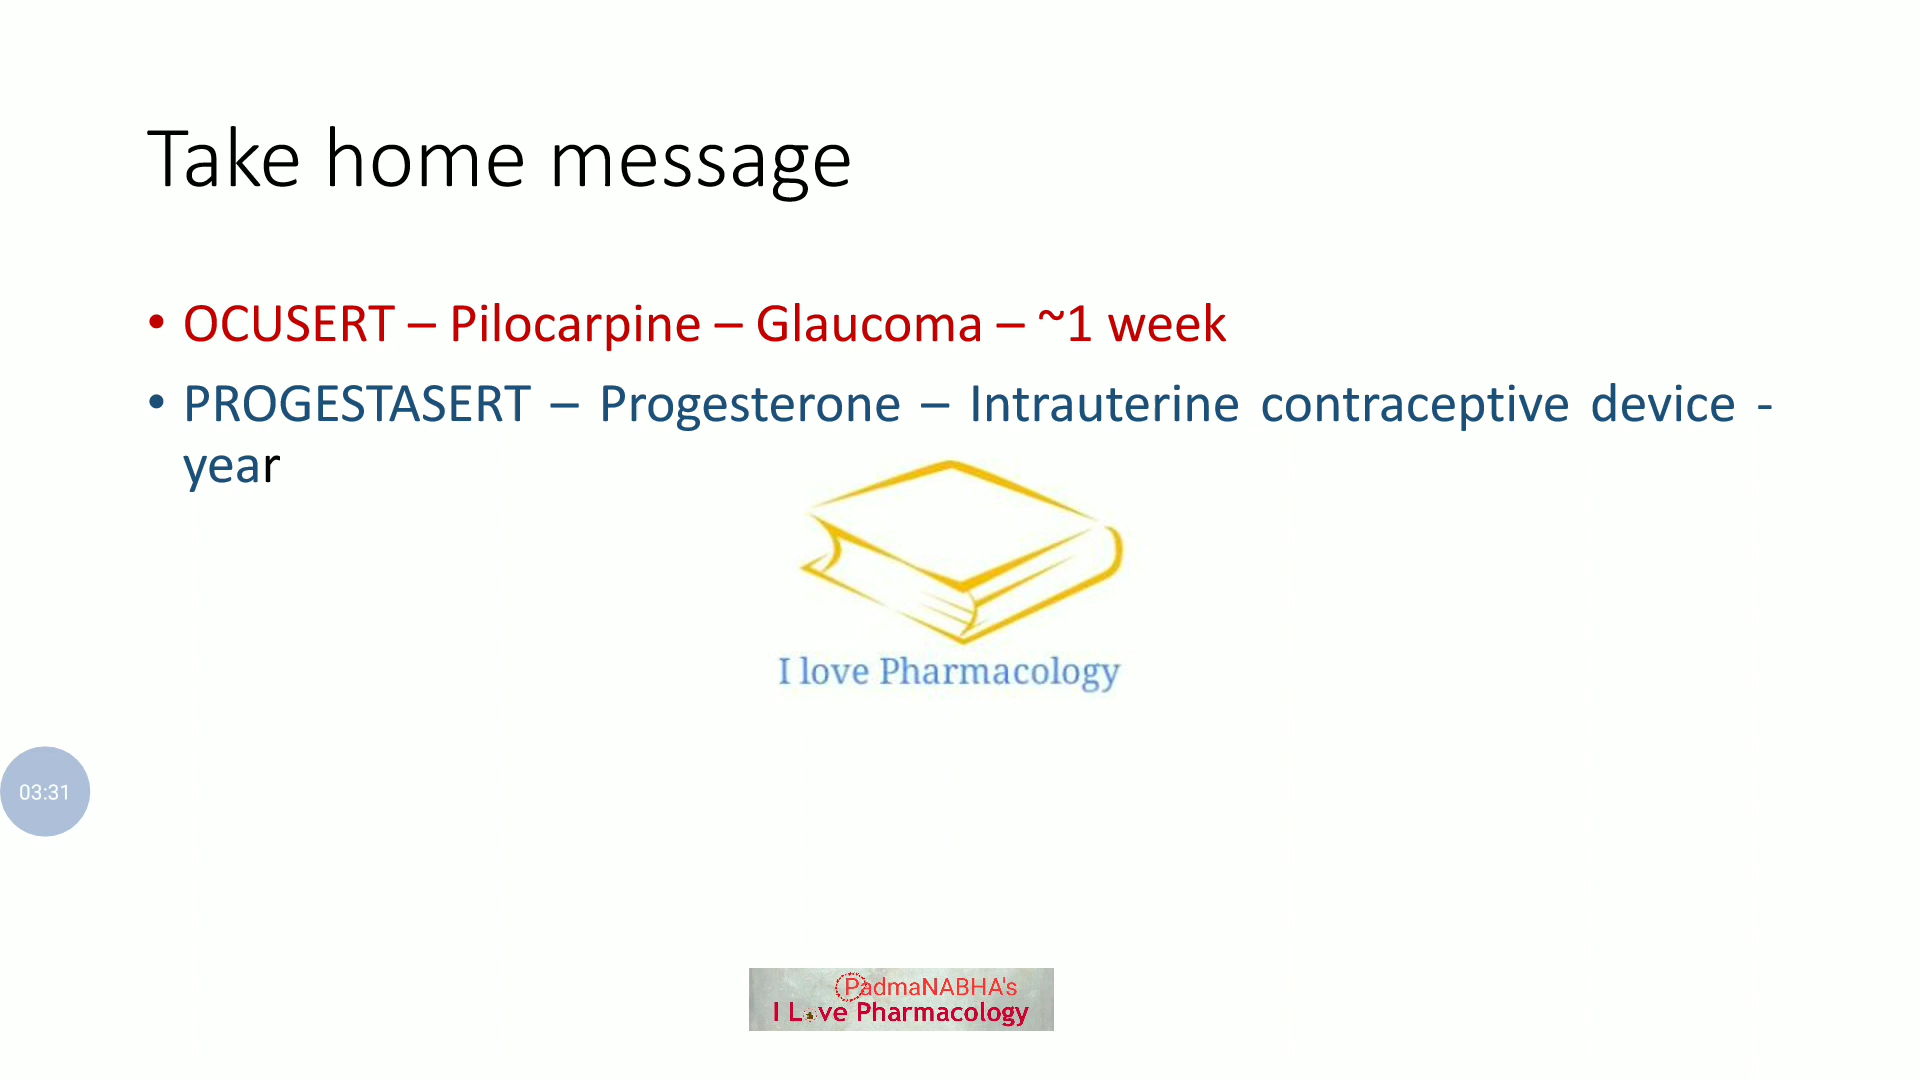 Take home message
• OCUSERT – Pilocarpine – Glaucoma – ~1 week
• PROGESTASERT – Progesterone – Intrauterine contraceptive device -
year
I love Pharmacology
03:31
PadmaNABHA's
I Love Pharmacology